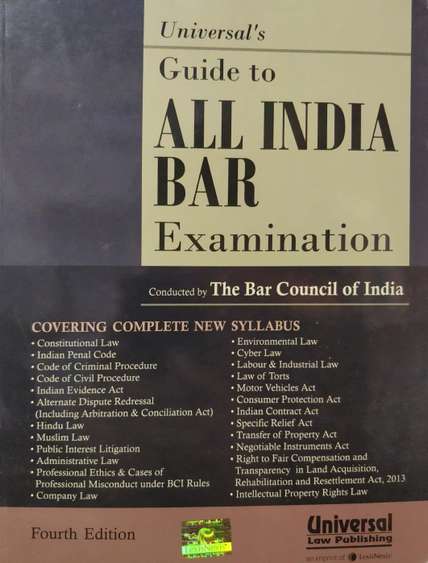 Universal's
Guide to
ALL INDIA
BAR
Examination
Conducted by The Bar Council of India
COVERING COMPLETE NEW SYLLABUS
• Constitutional Law
• Indian Penal Code
• Code of Criminal Procedure
• Code of Civil Procedure
• Indian Evidence Act
• Alternate Dispute Redressal
(Including Arbitration & Conciliation Act)
• Hindu Law
• Muslim Law
• Public Interest Litigation
• Administrative Law
• Professional Ethics & Cases of
Professional Misconduct under BCI Rules
• Company Law
• Environmental Law
• Cyber Law
• Labour & Industrial Law
• Law of Torts
• Motor Vehicles Act
• Consumer Protection Act
• Indian Contract Act
• Specific Relief Act
• Transfer of Property Act
• Negotiable Instruments Act
• Right to Fair Compensation and
Transparency in Land Acquisition,
Rehabilitation and Resettlement Act, 2013
• Intellectual Property Rights Law
Fourth Edition
Universal
Law Publishing
an imprint of LexisNexis